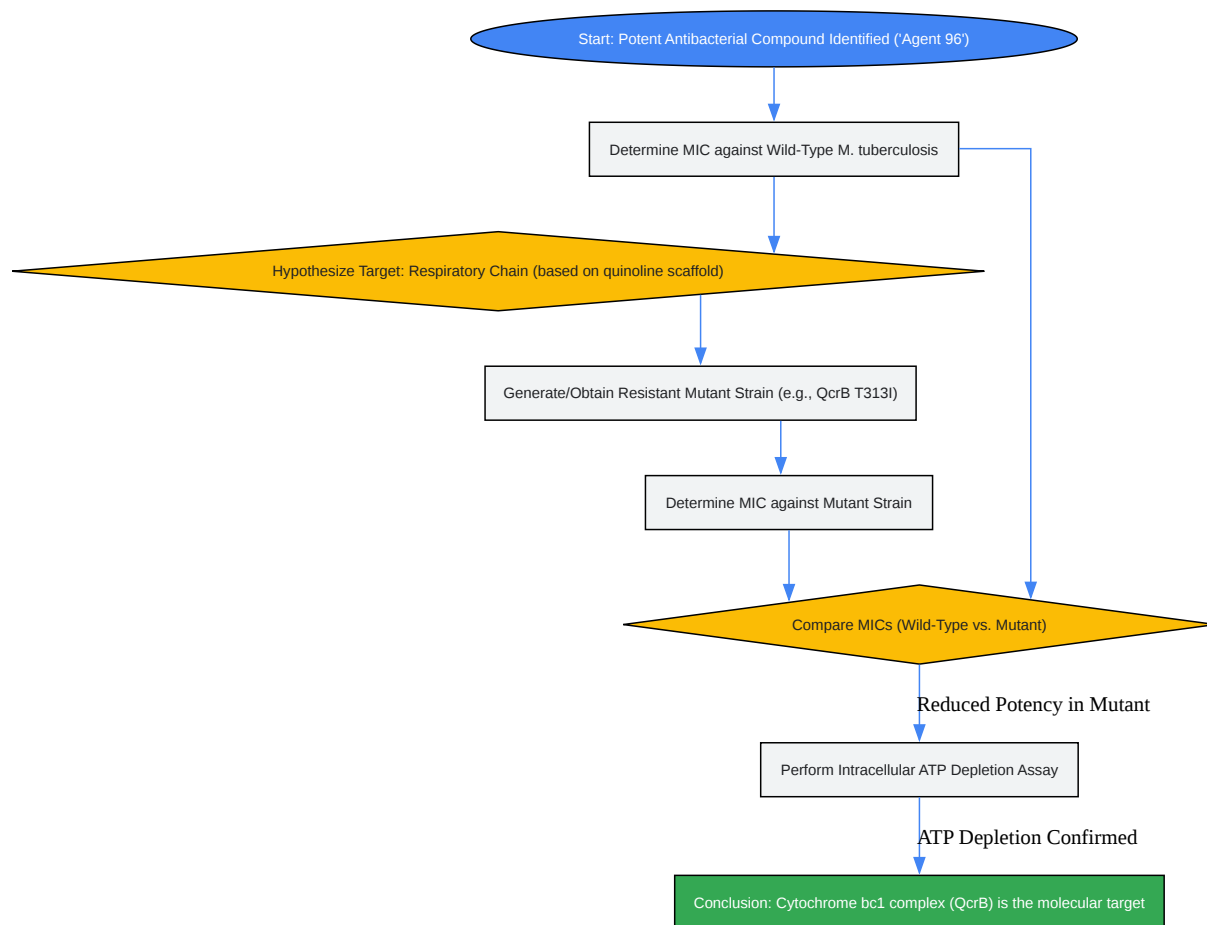 Start: Potent Antibacterial Compound Identified ('Agent 96')
Determine MIC against Wild-Type M. tuberculosis
Hypothesize Target: Respiratory Chain (based on quinoline scaffold)
Generate/Obtain Resistant Mutant Strain (e.g., QcrB T313I)
Determine MIC against Mutant Strain
Compare MICs (Wild-Type vs. Mutant)
Reduced Potency in Mutant
Perform Intracellular ATP Depletion Assay
ATP Depletion Confirmed
Conclusion: Cytochrome bc1 complex (QcrB) is the molecular target